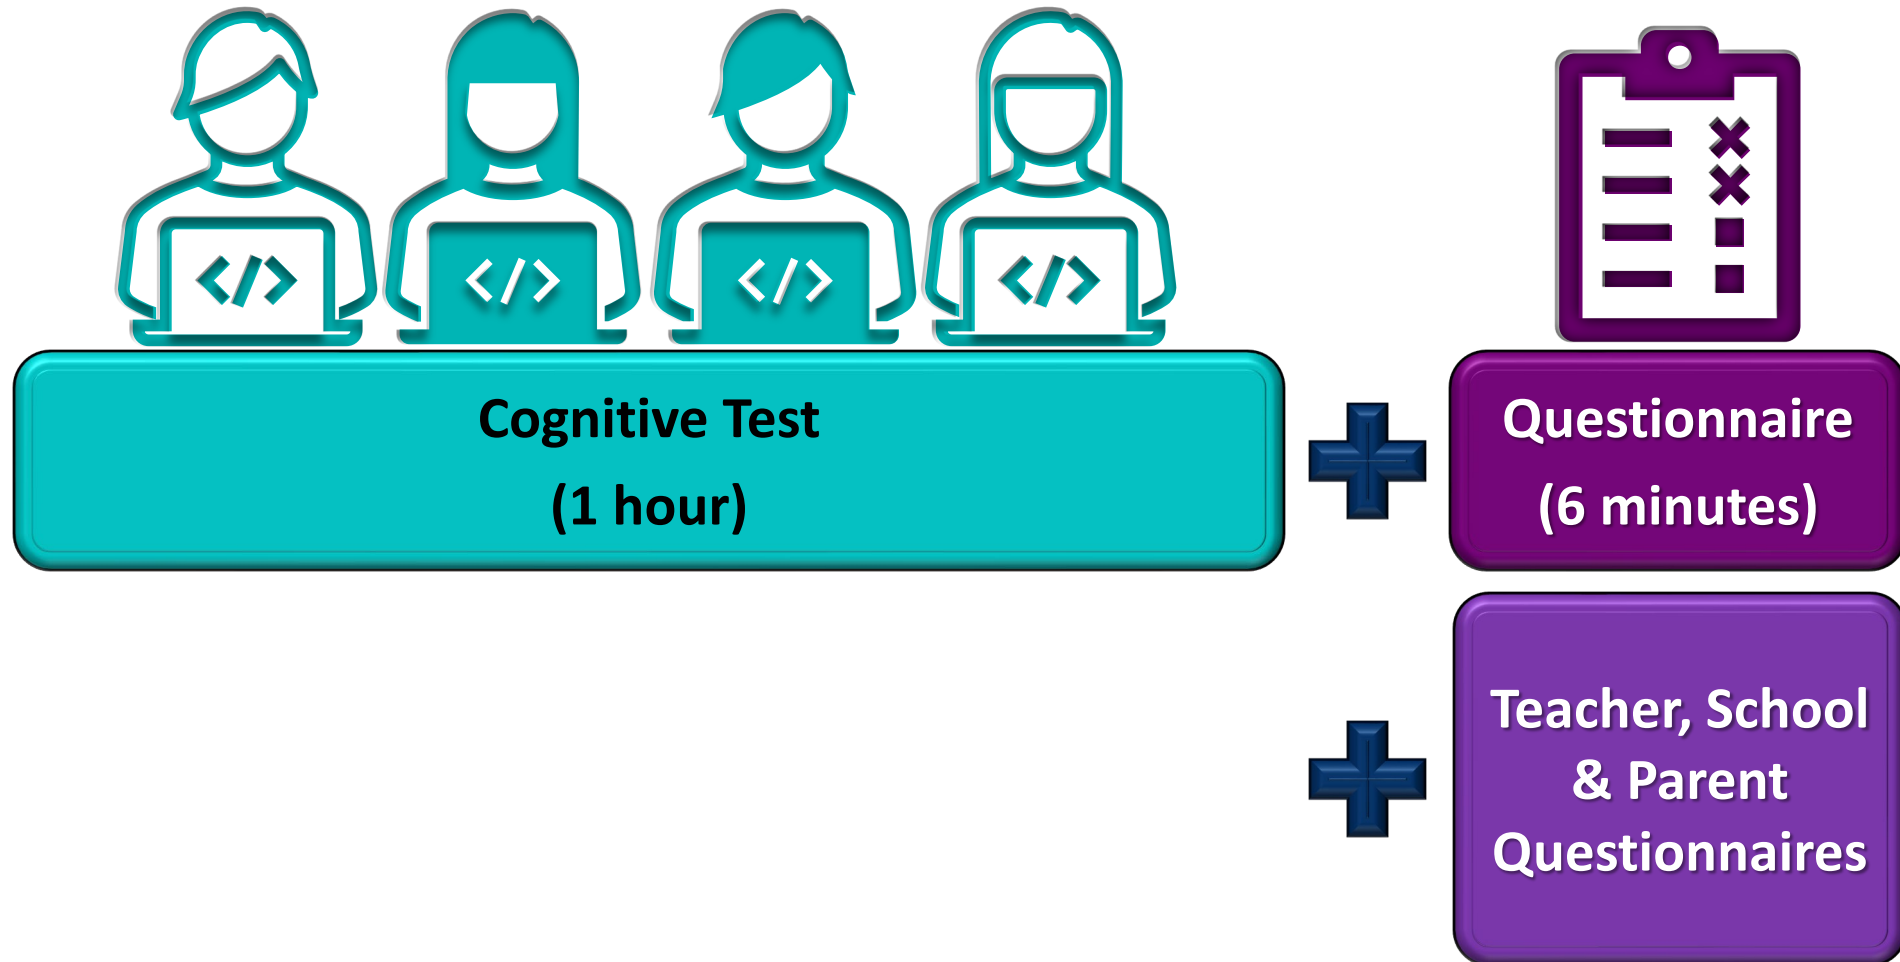 </>
</>
</>
</>
Cognitive Test
(1 hour)
Questionnaire
(6 minutes)
Teacher, School
& Parent
Questionnaires